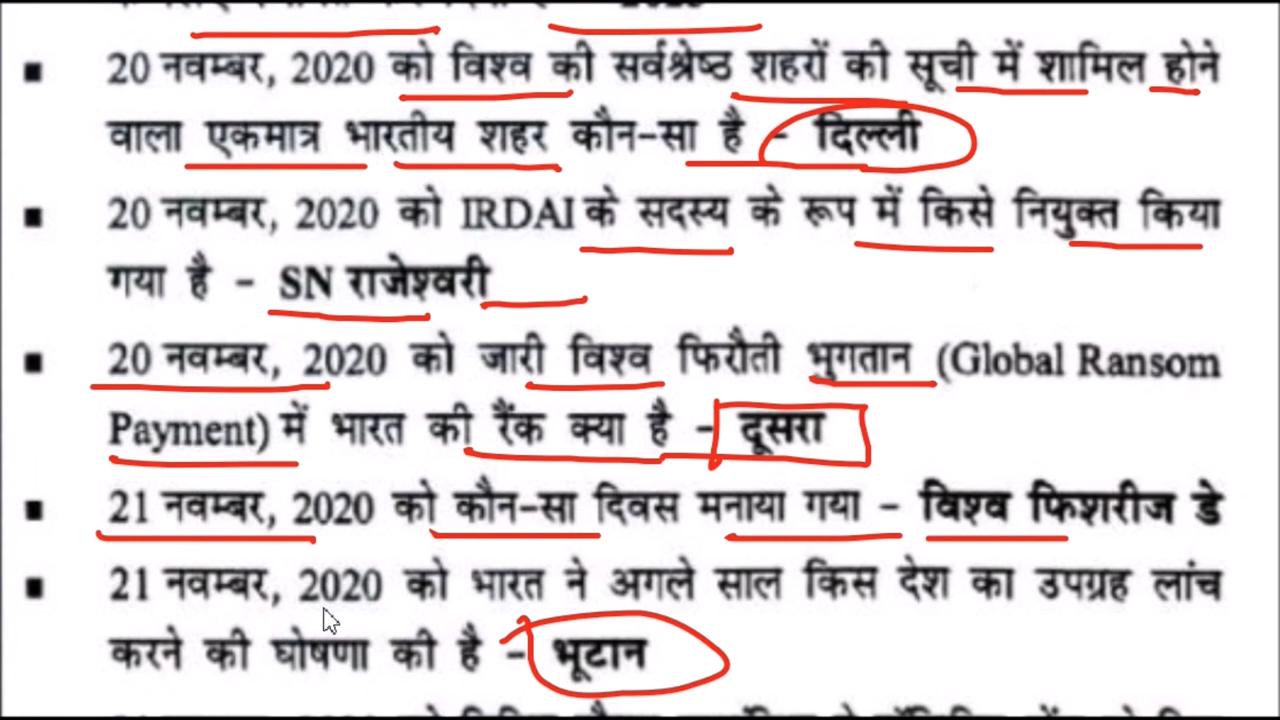 ■ 20 नवम्बर, 2020 को विश्व की सर्वश्रेष्ठ शहरों की सूची में शामिल होने
वाला एकमात्र भारतीय शहर कौन-सा है - दिल्ली
■ 20 नवम्बर, 2020 को IRDAI के सदस्य के रूप में किसे नियुक्त किया
गया है - SN राजेश्वरी
■ 20 नवम्बर, 2020 को जारी विश्व फिरौती भुगतान (Global Ransom
Payment) में भारत की रैंक क्या है - दूसरा
■ 21 नवम्बर, 2020 को कौन-सा दिवस मनाया गया - विश्व फिशरीज डे
■ 21 नवम्बर, 2020 को भारत ने अगले साल किस देश का उपग्रह लांच
करने की घोषणा की है - भूटान